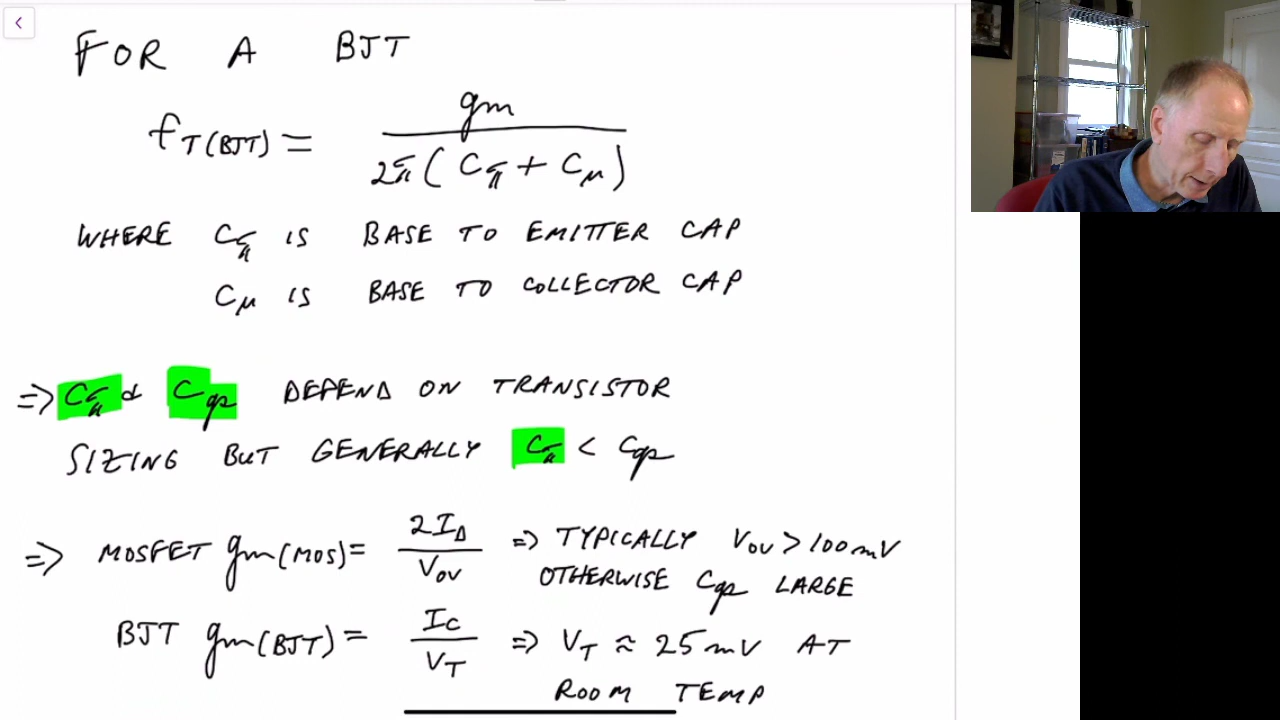 FOR A BJT
fT(BJT) = gm / 2π(Cπ + Cμ)
WHERE Cπ IS BASE TO EMITTER CAP
Cμ IS BASE TO COLLECTOR CAP
⇒ Cπ & Cgs DEPEND ON TRANSISTOR
SIZING BUT GENERALLY Cπ < Cgs
⇒ MOSFET gm(MOS) = 2ID / VOV ⇒ TYPICALLY VOV > 100mV
OTHERWISE Cgs LARGE
BJT gm(BJT) = IC / VT ⇒ VT ≈ 25mV AT
ROOM TEMP